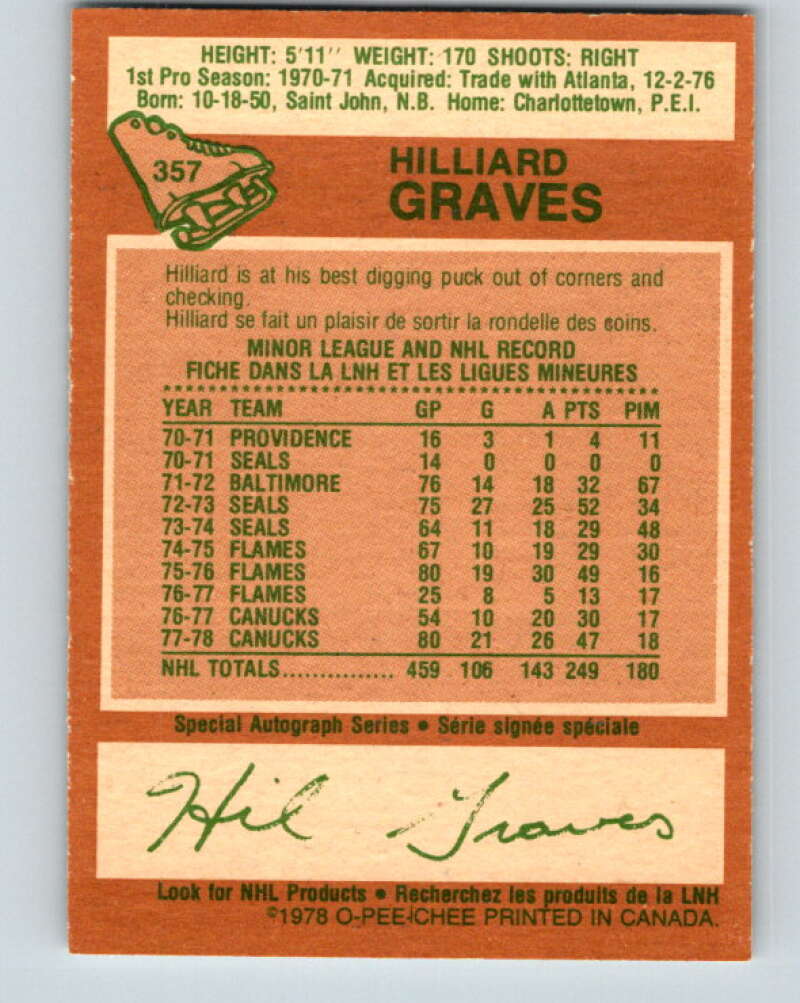 HEIGHT: 5'11'' WEIGHT: 170 SHOOTS: RIGHT
1st Pro Season: 1970-71 Acquired: Trade with Atlanta, 12-2-76
Born: 10-18-50, Saint John, N.B. Home: Charlottetown, P.E.I.
357
HILLIARD
GRAVES
Hilliard is at his best digging puck out of corners and
checking.
Hilliard se fait un plaisir de sortir la rondelle des coins.
MINOR LEAGUE AND NHL RECORD
FICHE DANS LA LNH ET LES LIGUES MINEURES
YEAR TEAM GP G A PTS PIM
70-71 PROVIDENCE 16 3 1 4 11
70-71 SEALS 14 0 0 0 0
71-72 BALTIMORE 76 14 18 32 67
72-73 SEALS 75 27 25 52 34
73-74 SEALS 64 11 18 29 48
74-75 FLAMES 67 10 19 29 30
75-76 FLAMES 80 19 30 49 16
76-77 FLAMES 25 8 5 13 17
76-77 CANUCKS 54 10 20 30 17
77-78 CANUCKS 80 21 26 47 18
NHL TOTALS............... 459 106 143 249 180
Special Autograph Series • Série signée spéciale
Hil Graves
Look for NHL Products • Recherchez les produits de la LNH
©1978 O-PEE-CHEE PRINTED IN CANADA.